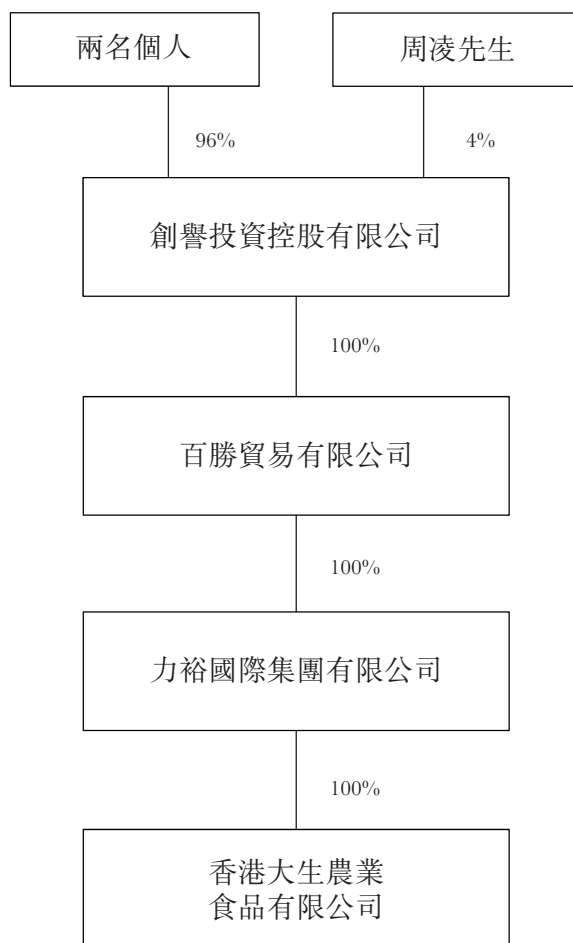 兩名個人
周凌先生
96%
4%
創譽投資控股有限公司
100%
百勝貿易有限公司
100%
力裕國際集團有限公司
100%
香港大生農業
食品有限公司